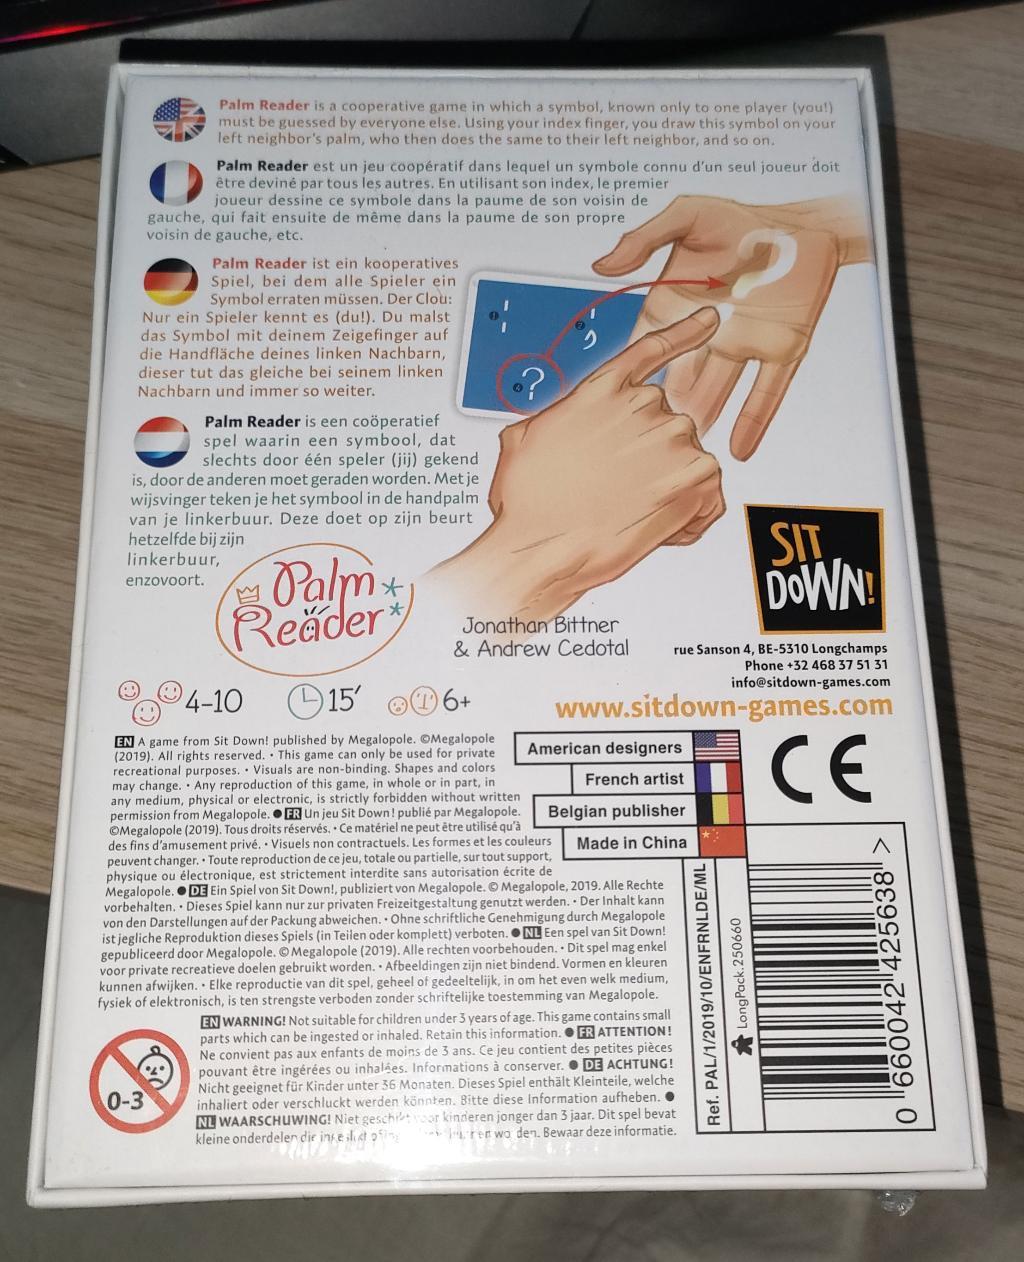 Palm Reader is a cooperative game in which a symbol, known only to one player (you!)
must be guessed by everyone else. Using your index finger, you draw this symbol on your
left neighbor's palm, who then does the same to their left neighbor, and so on.
Palm Reader est un jeu coopératif dans lequel un symbole connu d'un seul joueur doit
être deviné par tous les autres. En utilisant son index, le premier
joueur dessine ce symbole dans la paume de son voisin de
gauche, qui fait ensuite de même dans la paume de son propre
voisin de gauche, etc.
Palm Reader ist ein kooperatives
Spiel, bei dem alle Spieler ein
Symbol erraten müssen. Der Clou:
Nur ein Spieler kennt es (du!). Du malst
das Symbol mit deinem Zeigefinger auf
die Handfläche deines linken Nachbarn,
dieser tut das gleiche bei seinem linken
Nachbarn und immer so weiter.
Palm Reader is een coöperatief
spel waarin een symbool, dat
slechts door één speler (jij) gekend
is, door de anderen moet geraden worden. Met je
wijsvinger teken je het symbool in de handpalm
van je linkerbuur. Deze doet op zijn beurt
hetzelfde bij zijn
linkerbuur,
enzovoort.
?
?
Palm
Reader
Jonathan Bittner
& Andrew Cedotal
SIT
DOWN!
rue Sanson 4, BE-5310 Longchamps
Phone +32 468 37 51 31
info@sitdown-games.com
www.sitdown-games.com
4-10
15'
6+
EN A game from Sit Down! published by Megalopole. ©Megalopole
(2019). All rights reserved. • This game can only be used for private
recreational purposes. • Visuals are non-binding. Shapes and colors
may change. • Any reproduction of this game, in whole or in part, in
any medium, physical or electronic, is strictly forbidden without written
permission from Megalopole. ● FR Un jeu Sit Down! publié par Megalopole.
©Megalopole (2019). Tous droits réservés. • Ce matériel ne peut être utilisé qu'à
des fins d'amusement privé. • Visuels non contractuels. Les formes et les couleurs
peuvent changer. • Toute reproduction de ce jeu, totale ou partielle, sur tout support,
physique ou électronique, est strictement interdite sans autorisation écrite de
Megalopole. ● DE Ein Spiel von Sit Down!, publiziert von Megalopole. © Megalopole, 2019. Alle Rechte
vorbehalten. • Dieses Spiel kann nur zur privaten Freizeitgestaltung genutzt werden. • Der Inhalt kann
von den Darstellungen auf der Packung abweichen. • Ohne schriftliche Genehmigung durch Megalopole
ist jegliche Reproduktion dieses Spiels (in Teilen oder komplett) verboten. ● NL Een spel van Sit Down!
gepubliceerd door Megalopole. © Megalopole (2019). Alle rechten voorbehouden. • Dit spel mag enkel
voor private recreatieve doelen gebruikt worden. • Afbeeldingen zijn niet bindend. Vormen en kleuren
kunnen afwijken. • Elke reproductie van dit spel, geheel of gedeeltelijk, in om het even welk medium,
fysiek of elektronisch, is ten strengste verboden zonder schriftelijke toestemming van Megalopole.
American designers
French artist
Belgian publisher
Made in China
CE
Ref. PAL/1/2019/10/ENFRNLDE/ML
LongPack.250660
0 660042 425638 >
0-3
EN WARNING! Not suitable for children under 3 years of age. This game contains small
parts which can be ingested or inhaled. Retain this information. ● FR ATTENTION!
Ne convient pas aux enfants de moins de 3 ans. Ce jeu contient des petites pièces
pouvant être ingérées ou inhalées. Informations à conserver. ● DE ACHTUNG!
Nicht geeignet für Kinder unter 36 Monaten. Dieses Spiel enthält Kleinteile, welche
inhaliert oder verschluckt werden könnten. Bitte diese Information aufheben. ●
NL WAARSCHUWING! Niet geschikt voor kinderen jonger dan 3 jaar. Dit spel bevat
kleine onderdelen die worden. Bewaar deze informatie.